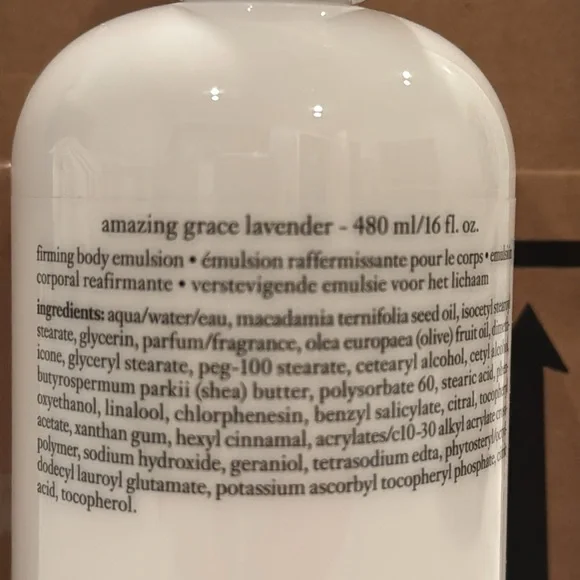 amazing grace lavender - 480 ml/16 fl. oz.
firming body emulsion • émulsion raffermissante pour le corps •
corporal reafirmante • verstevigende emulsie voor het lichaam
ingredients: aqua/water/eau, macadamia ternifolia seed oil, isocetyl
stearate, glycerin, parfum/fragrance, olea europaea (olive) fruit oil,
icone, glyceryl stearate, peg-100 stearate, cetearyl alcohol, cetyl
butyrospermum parkii (shea) butter, polysorbate 60, stearic acid,
oxyethanol, linalool, chlorphenesin, benzyl salicylate, citral,
acetate, xanthan gum, hexyl cinnamal, acrylates/c10-30 alkyl acrylate
polymer, sodium hydroxide, geraniol, tetrasodium edta,
dodecyl lauroyl glutamate, potassium ascorbyl tocopheryl phosphate,
acid, tocopherol.